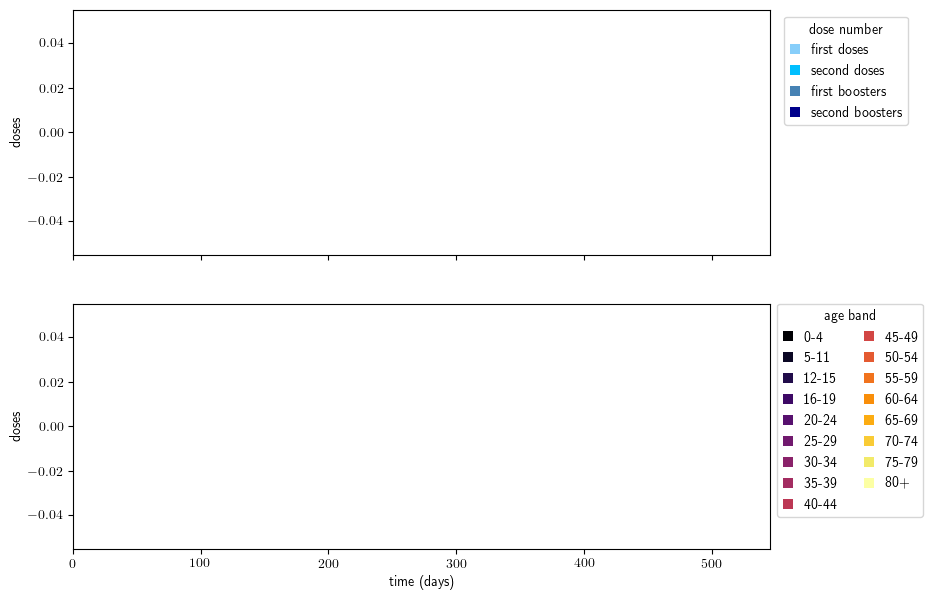 0.04
0.02
0.00
−0.02
−0.04
doses
dose number
first doses
second doses
first boosters
second boosters
0.04
0.02
0.00
−0.02
−0.04
doses
0 100 200 300 400 500
time (days)
age band
0-4 45-49
5-11 50-54
12-15 55-59
16-19 60-64
20-24 65-69
25-29 70-74
30-34 75-79
35-39 80+
40-44